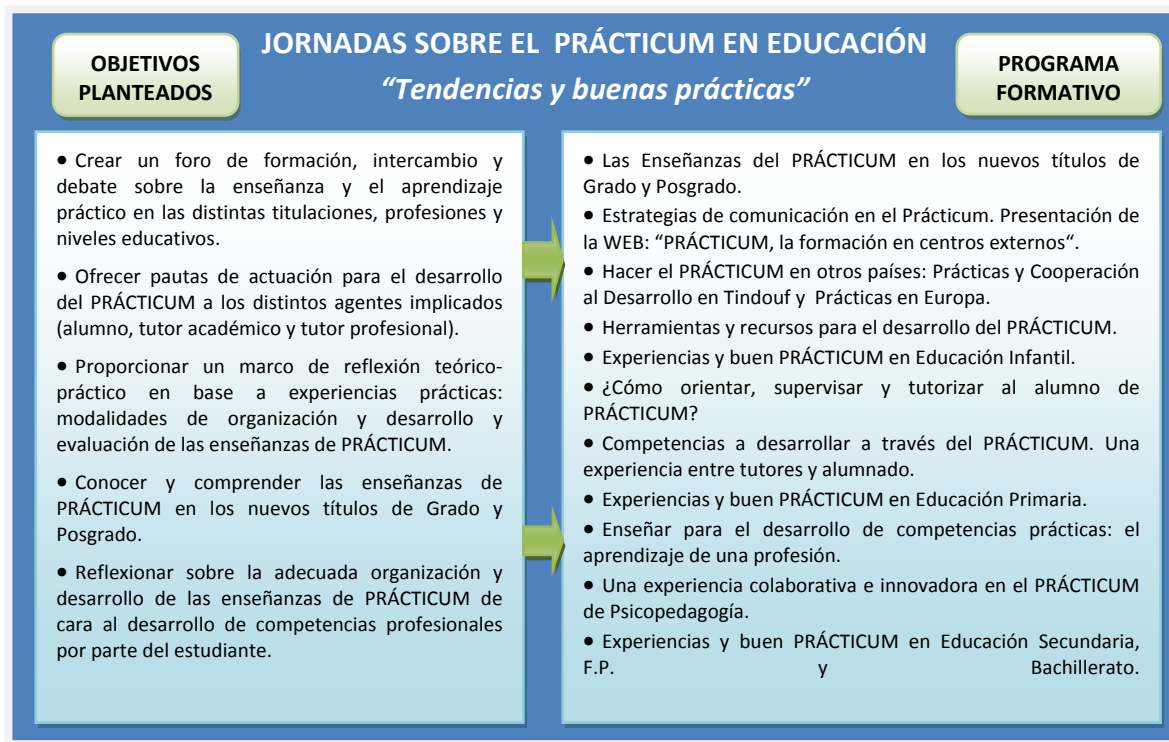 JORNADAS SOBRE EL PRÁCTICUM EN EDUCACIÓN
“Tendencias y buenas prácticas”
OBJETIVOS
PLANTEADOS
• Crear un foro de formación, intercambio y
debate sobre la enseñanza y el aprendizaje
práctico en las distintas titulaciones, profesiones y
niveles educativos.
• Ofrecer pautas de actuación para el desarrollo
del PRÁCTICUM a los distintos agentes implicados
(alumno, tutor académico y tutor profesional).
• Proporcionar un marco de reflexión teórico-
práctico en base a experiencias prácticas:
modalidades de organización y desarrollo y
evaluación de las enseñanzas de PRÁCTICUM.
• Conocer y comprender las enseñanzas de
PRÁCTICUM en los nuevos títulos de Grado y
Posgrado.
• Reflexionar sobre la adecuada organización y
desarrollo de las enseñanzas de PRÁCTICUM de
cara al desarrollo de competencias profesionales
por parte del estudiante.
PROGRAMA
FORMATIVO
• Las Enseñanzas del PRÁCTICUM en los nuevos títulos de
Grado y Posgrado.
• Estrategias de comunicación en el Prácticum. Presentación de
la WEB: “PRÁCTICUM, la formación en centros externos“.
• Hacer el PRÁCTICUM en otros países: Prácticas y Cooperación
al Desarrollo en Tindouf y Prácticas en Europa.
• Herramientas y recursos para el desarrollo del PRÁCTICUM.
• Experiencias y buen PRÁCTICUM en Educación Infantil.
• ¿Cómo orientar, supervisar y tutorizar al alumno de
PRÁCTICUM?
• Competencias a desarrollar a través del PRÁCTICUM. Una
experiencia entre tutores y alumnado.
• Experiencias y buen PRÁCTICUM en Educación Primaria.
• Enseñar para el desarrollo de competencias prácticas: el
aprendizaje de una profesión.
• Una experiencia colaborativa e innovadora en el PRÁCTICUM
de Psicopedagogía.
• Experiencias y buen PRÁCTICUM en Educación Secundaria,
F.P. y Bachillerato.